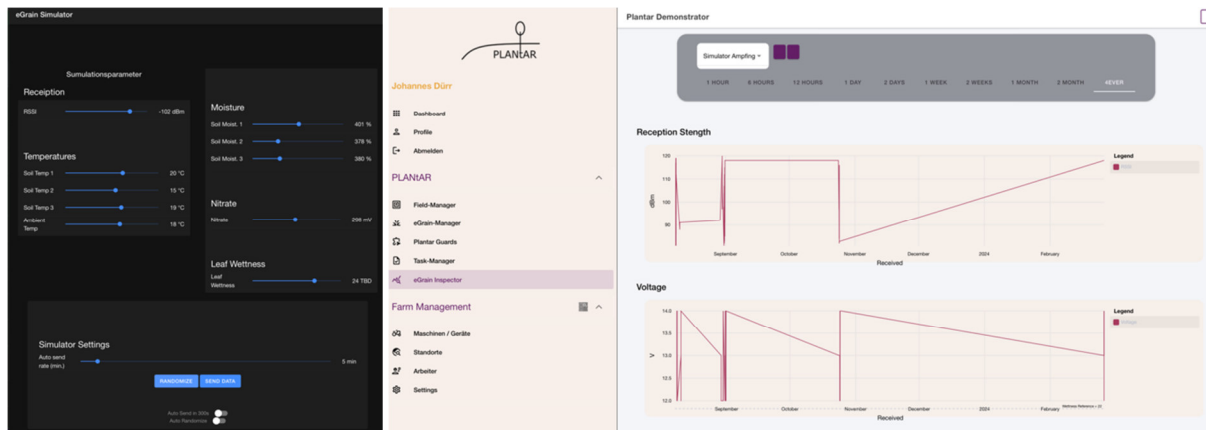 eGrain Simulator
Sumulationsparameter
Receiption
RSSI -102 dBm
Temperatures
Soil Temp 1 20 °C
Soil Temp 2 15 °C
Soil Temp 3 19 °C
Ambient Temp 18 °C
Moisture
Soil Moist. 1 401 %
Soil Moist. 2 378 %
Soil Moist. 3 380 %
Nitrate
Nitrate 296 mV
Leaf Wettness
Leaf Wettness 24 TBD
Simulator Settings
Auto send rate (min.) 5 min
RANDOMIZE SEND DATA
Auto Send in 300s
Auto Randomize
PLANtAR
Johannes Dürr
Dashboard
Profile
Abmelden
PLANtAR
Field-Manager
eGrain-Manager
Plantar Guards
Task-Manager
eGrain Inspector
Farm Management
Maschinen / Geräte
Standorte
Arbeiter
Settings
Plantar Demonstrator
Simulator Ampfing
1 HOUR 6 HOURS 12 HOURS 1 DAY 2 DAYS 1 WEEK 2 WEEKS 1 MONTH 2 MONTH 4EVER
Reception Stength
dBm
120
110
100
90
September October November December 2024 February
Received
Legend
Voltage
V
14.0
13.5
13.0
12.5
12.0
September October November December 2024 February
Received
Legend
Voltage